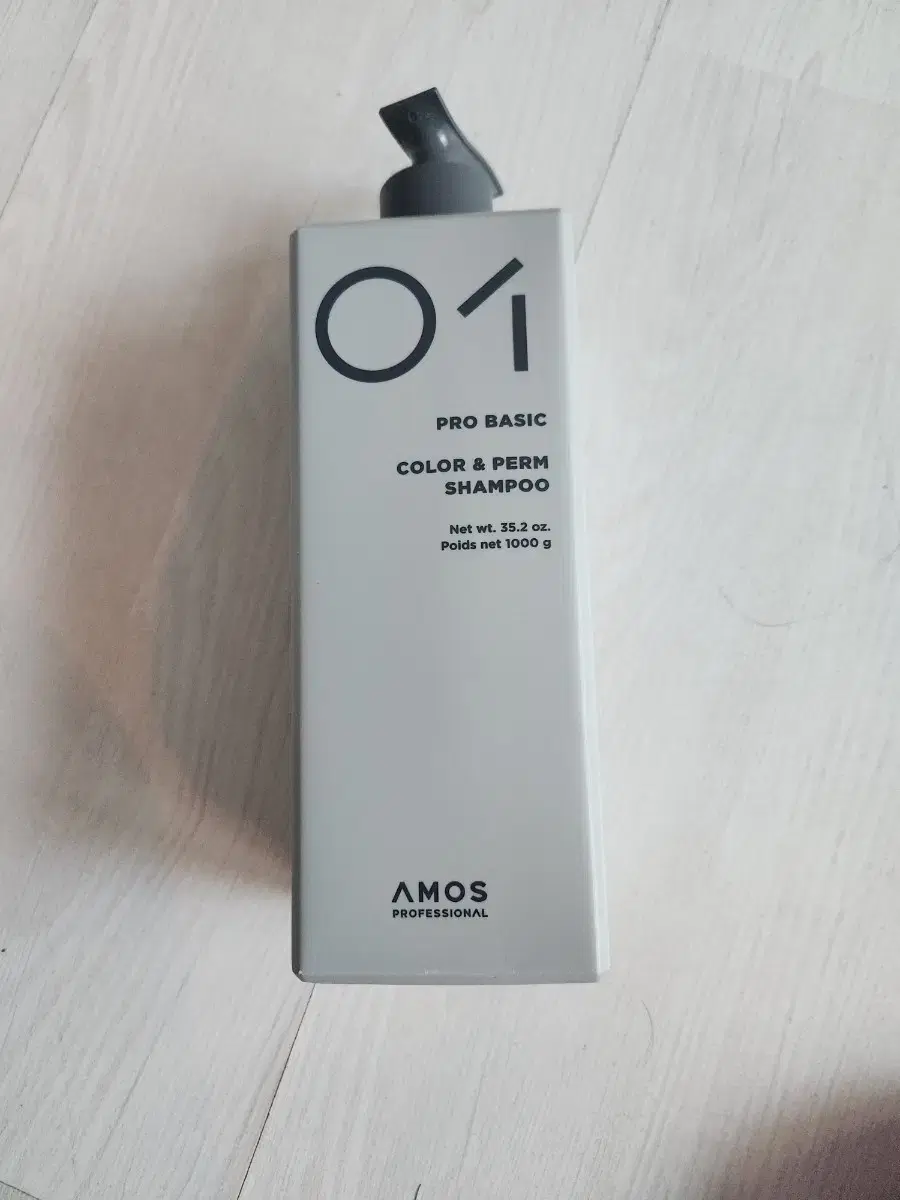 01
PRO BASIC
COLOR & PERM
SHAMPOO
Net wt. 35.2 oz.
Poids net 1000 g
AMOS
PROFESSIONAL